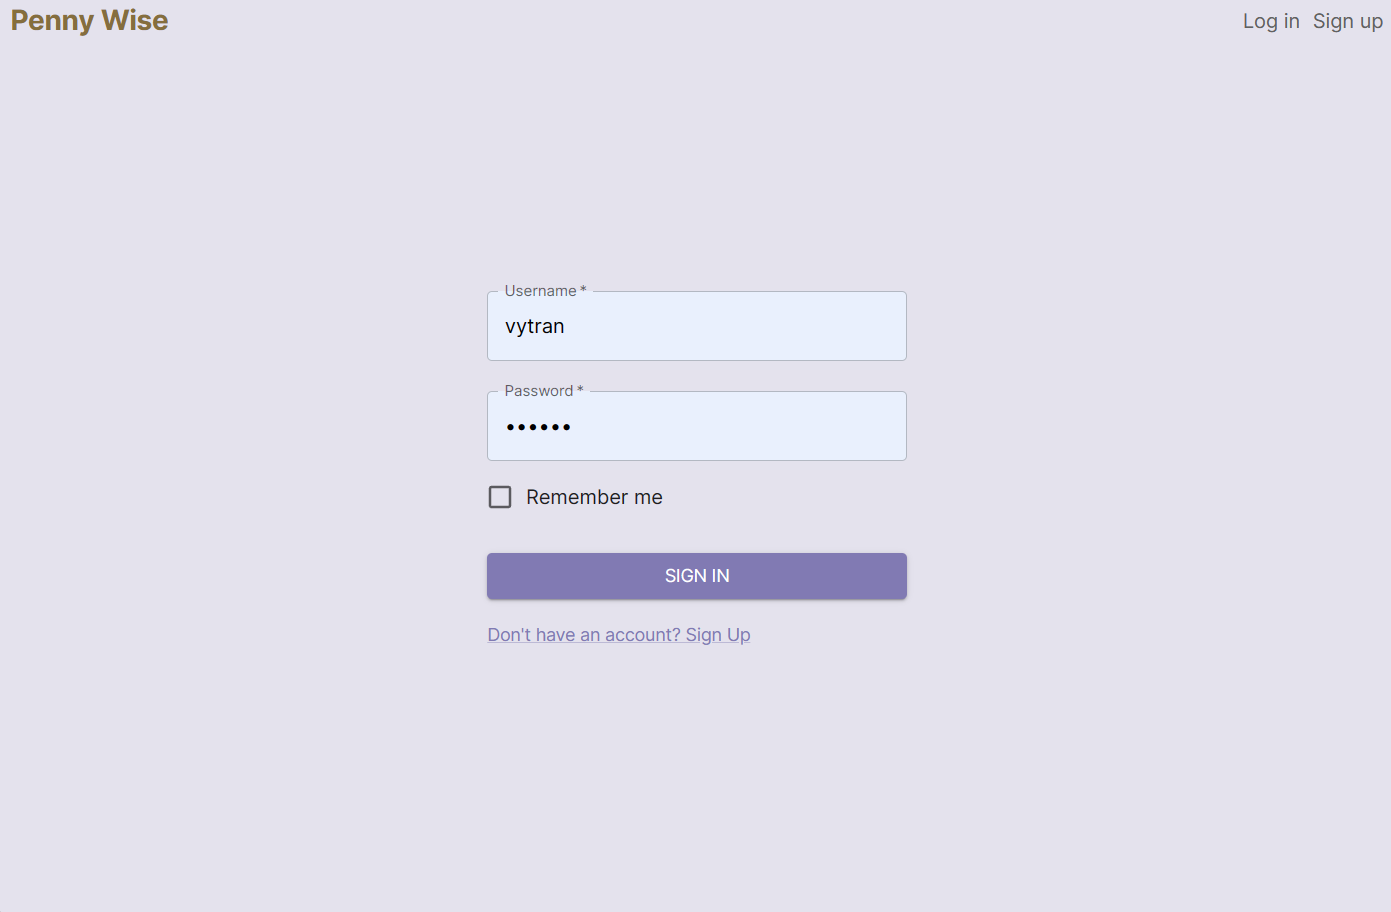 Penny Wise
Log in Sign up
Username *
vytran
Password *
••••••
Remember me
SIGN IN
Don't have an account? Sign Up